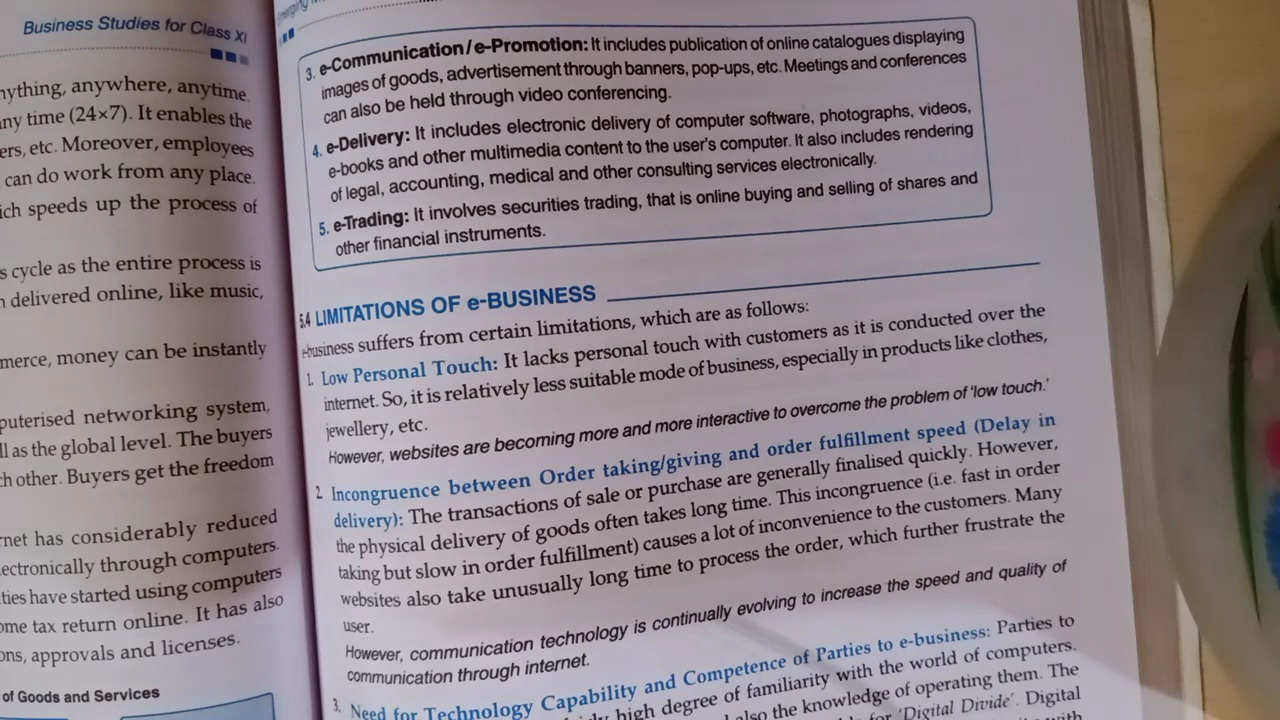 Business Studies for Class XI
anything, anywhere, anytime.
any time (24×7). It enables the
ers, etc. Moreover, employees
can do work from any place.
ich speeds up the process of
s cycle as the entire process is
delivered online, like music,
merce, money can be instantly
puterised networking system,
ll as the global level. The buyers
ch other. Buyers get the freedom
rnet has considerably reduced
ectronically through computers.
ties have started using computers
ome tax return online. It has also
ons, approvals and licenses.
of Goods and Services
Emerging
3. e-Communication/e-Promotion: It includes publication of online catalogues displaying
images of goods, advertisement through banners, pop-ups, etc. Meetings and conferences
can also be held through video conferencing.
4. e-Delivery: It includes electronic delivery of computer software, photographs, videos,
e-books and other multimedia content to the user's computer. It also includes rendering
of legal, accounting, medical and other consulting services electronically.
5. e-Trading: It involves securities trading, that is online buying and selling of shares and
other financial instruments.
5.4 LIMITATIONS OF e-BUSINESS
e-business suffers from certain limitations, which are as follows:
1. Low Personal Touch: It lacks personal touch with customers as it is conducted over the
internet. So, it is relatively less suitable mode of business, especially in products like clothes,
jewellery, etc.
However, websites are becoming more and more interactive to overcome the problem of 'low touch.'
2. Incongruence between Order taking/giving and order fulfillment speed (Delay in
delivery): The transactions of sale or purchase are generally finalised quickly. However,
the physical delivery of goods often takes long time. This incongruence (i.e. fast in order
taking but slow in order fulfillment) causes a lot of inconvenience to the customers. Many
websites also take unusually long time to process the order, which further frustrate the
user.
However, communication technology is continually evolving to increase the speed and quality of
communication through internet.
3. Need for Technology Capability and Competence of Parties to e-business: Parties to
high degree of familiarity with the world of computers.
also the knowledge of operating them. The
for 'Digital Divide'. Digital
with